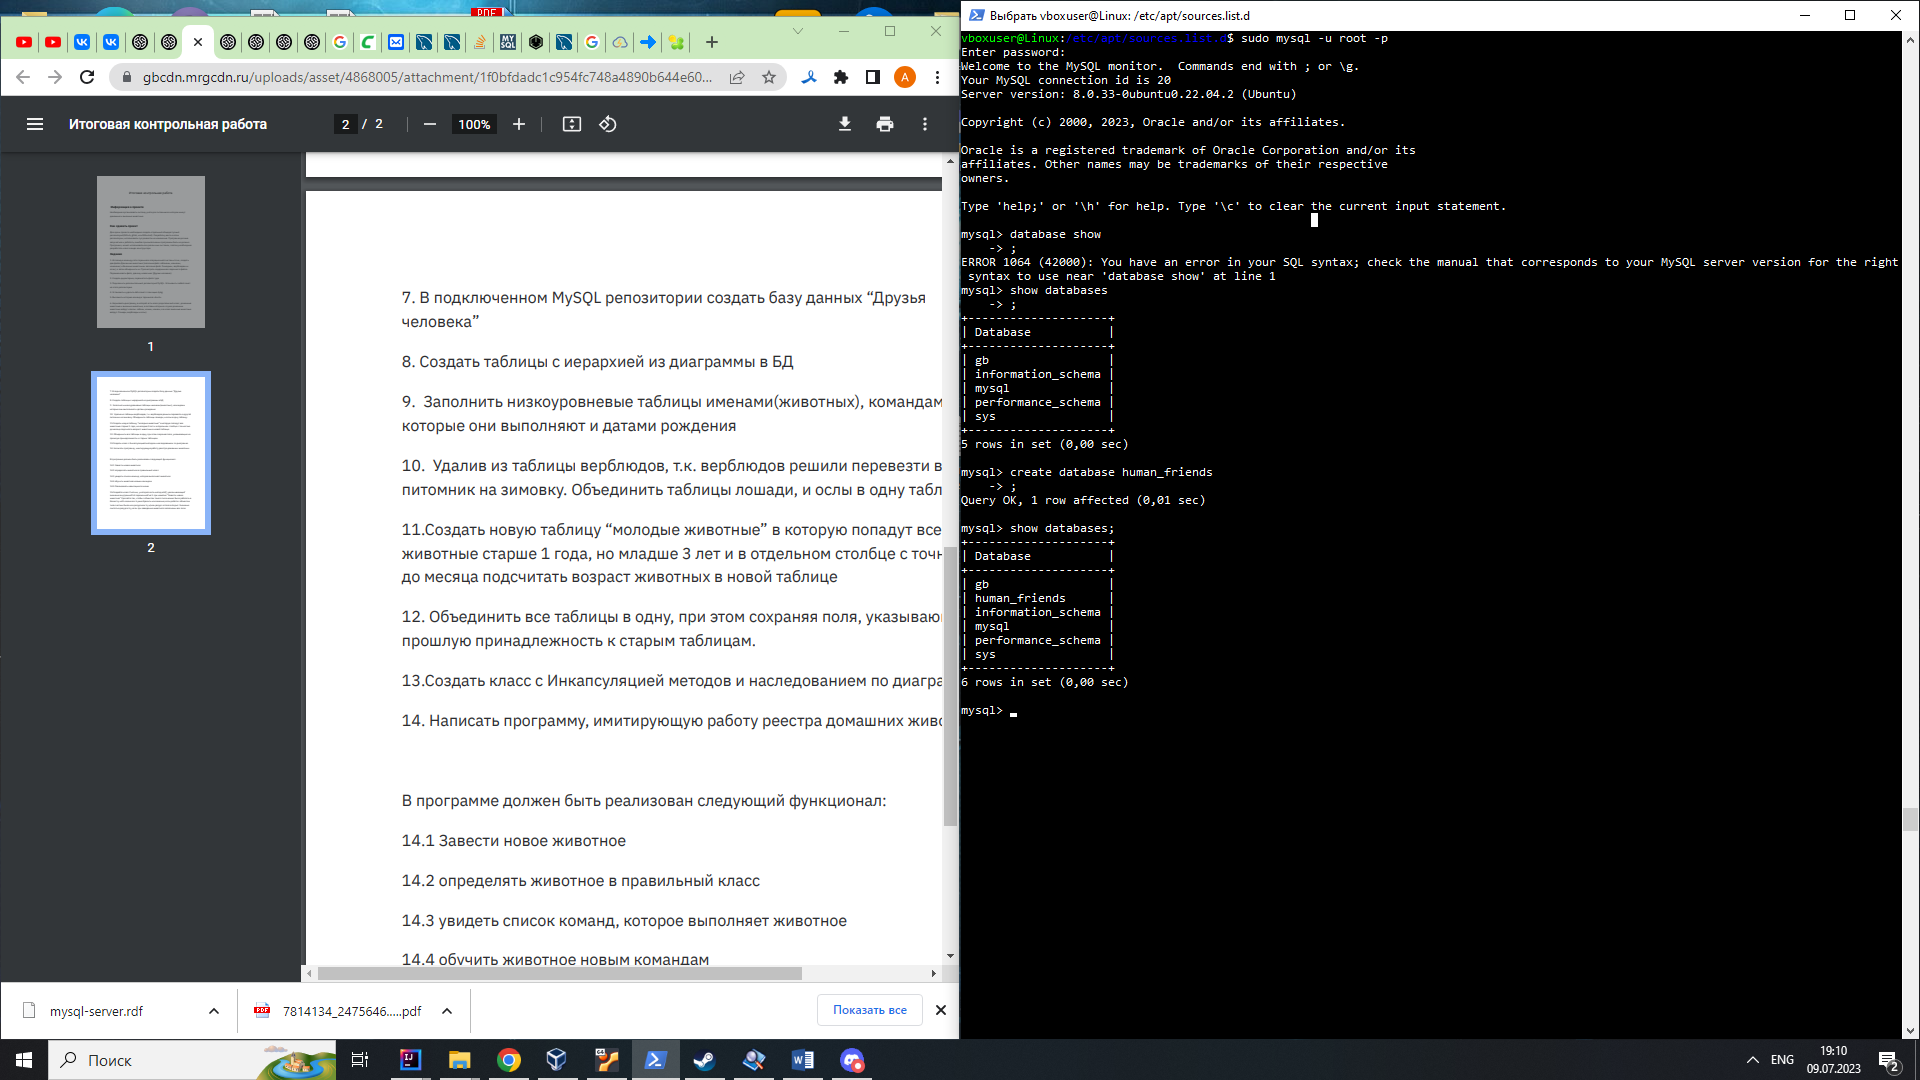 gbcdn.mrgcdn.ru/uploads/asset/4868005/attachment/1f0bfdadc1c954fc748a4890b644e60...
A
Итоговая контрольная работа
2 / 2
100%
1
2
7. В подключенном MySQL репозитории создать базу данных “Друзья
человека”
8. Создать таблицы с иерархией из диаграммы в БД
9. Заполнить низкоуровневые таблицы именами(животных), командам
которые они выполняют и датами рождения
10. Удалив из таблицы верблюдов, т.к. верблюдов решили перевезти в
питомник на зимовку. Объединить таблицы лошади, и ослы в одну табл
11.Создать новую таблицу “молодые животные” в которую попадут все
животные старше 1 года, но младше 3 лет и в отдельном столбце с точн
до месяца подсчитать возраст животных в новой таблице
12. Объединить все таблицы в одну, при этом сохраняя поля, указываю
прошлую принадлежность к старым таблицам.
13.Создать класс с Инкапсуляцией методов и наследованием по диагра
14. Написать программу, имитирующую работу реестра домашних живо
В программе должен быть реализован следующий функционал:
14.1 Завести новое животное
14.2 определять животное в правильный класс
14.3 увидеть список команд, которое выполняет животное
14.4 обучить животное новым командам
mysql-server.rdf
7814134_2475646.....pdf
Показать все
Выбрать vboxuser@Linux: /etc/apt/sources.list.d
vboxuser@Linux:/etc/apt/sources.list.d$ sudo mysql -u root -p
Enter password:
Welcome to the MySQL monitor.  Commands end with ; or \g.
Your MySQL connection id is 20
Server version: 8.0.33-0ubuntu0.22.04.2 (Ubuntu)
Copyright (c) 2000, 2023, Oracle and/or its affiliates.
Oracle is a registered trademark of Oracle Corporation and/or its
affiliates. Other names may be trademarks of their respective
owners.
Type 'help;' or '\h' for help. Type '\c' to clear the current input statement.
mysql> database show
    -> ;
ERROR 1064 (42000): You have an error in your SQL syntax; check the manual that corresponds to your MySQL server version for the right
 syntax to use near 'database show' at line 1
mysql> show databases
    -> ;
+--------------------+
| Database           |
+--------------------+
| gb                 |
| information_schema |
| mysql              |
| performance_schema |
| sys                |
+--------------------+
5 rows in set (0,00 sec)
mysql> create database human_friends
    -> ;
Query OK, 1 row affected (0,01 sec)
mysql> show databases;
+--------------------+
| Database           |
+--------------------+
| gb                 |
| human_friends      |
| information_schema |
| mysql              |
| performance_schema |
| sys                |
+--------------------+
6 rows in set (0,00 sec)
mysql>
Поиск
ENG
19:10
09.07.2023
2